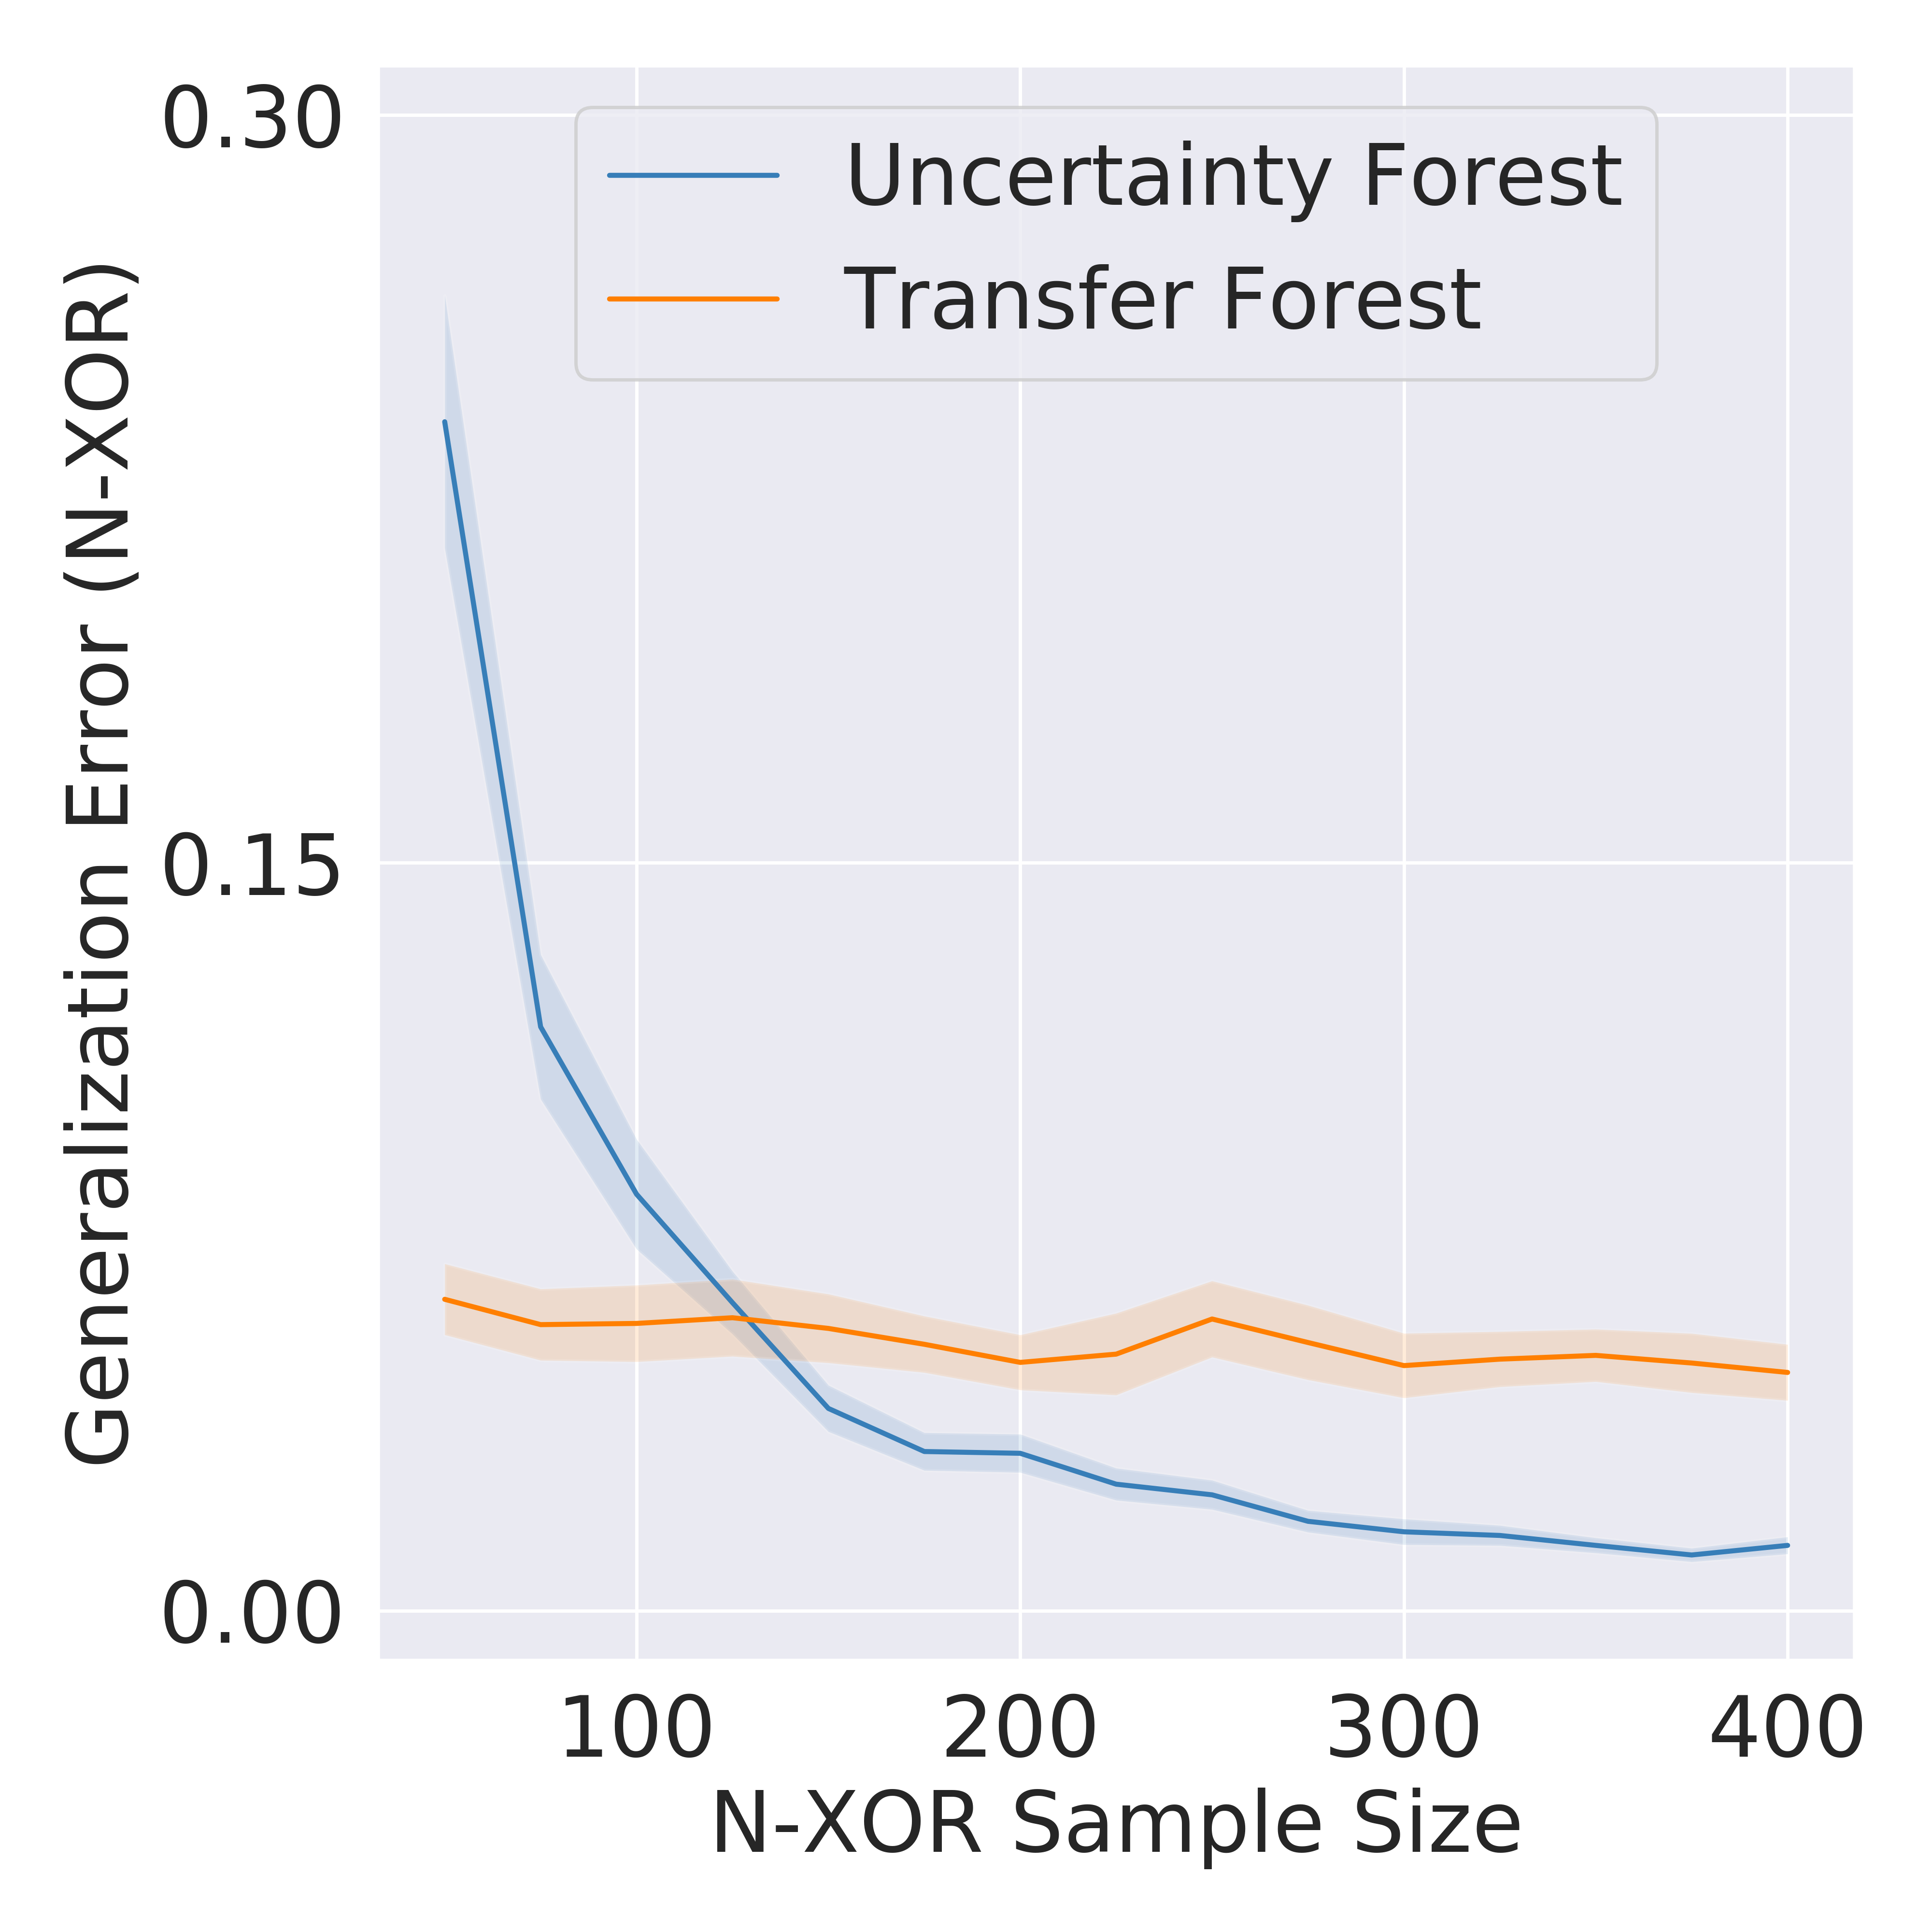 Generalization Error (N-XOR)
0.30
0.15
0.00
Uncertainty Forest
Transfer Forest
100 200 300 400
N-XOR Sample Size